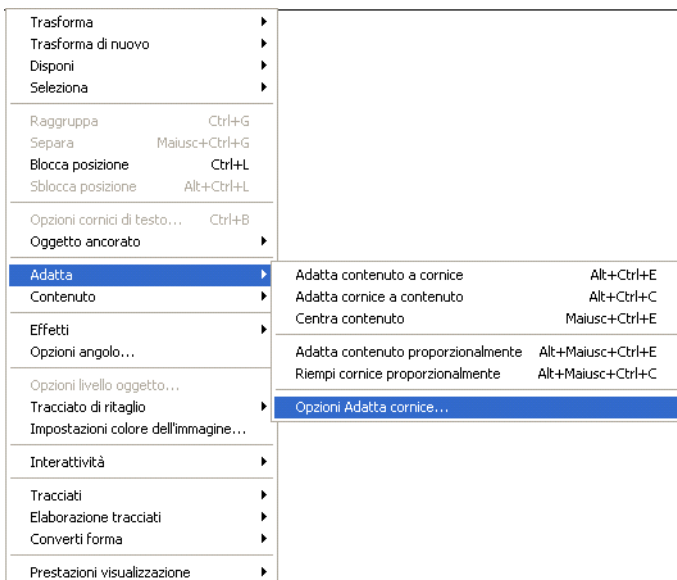 Trasforma
Trasforma di nuovo
Disponi
Seleziona
Raggruppa Ctrl+G
Separa Maiusc+Ctrl+G
Blocca posizione Ctrl+L
Sblocca posizione Alt+Ctrl+L
Opzioni cornici di testo... Ctrl+B
Oggetto ancorato
Adatta
Contenuto
Effetti
Opzioni angolo...
Opzioni livello oggetto...
Tracciato di ritaglio
Impostazioni colore dell'immagine...
Interattività
Tracciati
Elaborazione tracciati
Converti forma
Prestazioni visualizzazione
Adatta contenuto a cornice Alt+Ctrl+E
Adatta cornice a contenuto Alt+Ctrl+C
Centra contenuto Maiusc+Ctrl+E
Adatta contenuto proporzionalmente Alt+Maiusc+Ctrl+E
Riempi cornice proporzionalmente Alt+Maiusc+Ctrl+C
Opzioni Adatta cornice...